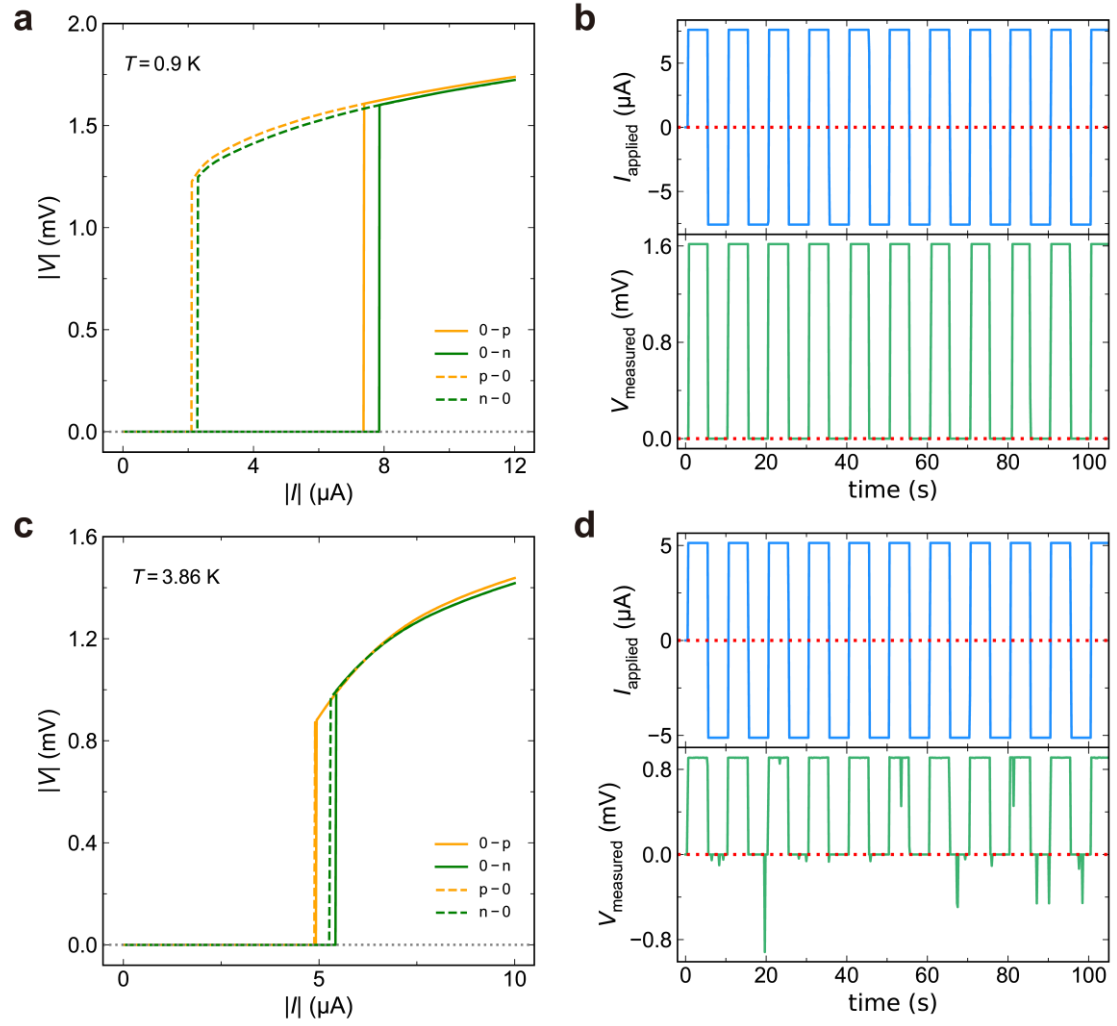 a
2.0
1.5
1.0
0.5
0.0
|V| (mV)
T = 0.9 K
0 – p
0 – n
p – 0
n – 0
0
4
8
12
|I| (µA)
b
5
0
−5
I applied (µA)
1.6
0.8
0.0
V measured (mV)
0
20
40
60
80
100
time (s)
c
1.6
1.2
0.8
0.4
0.0
|V| (mV)
T = 3.86 K
0 – p
0 – n
p – 0
n – 0
0
5
10
|I| (µA)
d
5
0
−5
I applied (µA)
0.8
0.0
−0.8
V measured (mV)
0
20
40
60
80
100
time (s)